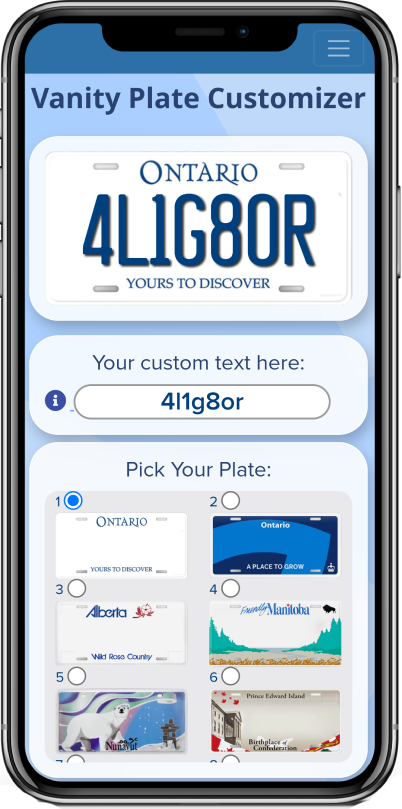 Vanity Plate Customizer
ONTARIO
4L1G8OR
YOURS TO DISCOVER
Your custom text here:
i
4l1g8or
Pick Your Plate:
1 2
ONTARIO Ontario
YOURS TO DISCOVER A PLACE TO GROW
3 4
Alberta Friendly Manitoba
Wild Rose Country
5 6
Prince Edward Island
Nunavut Birthplace of
Confederation